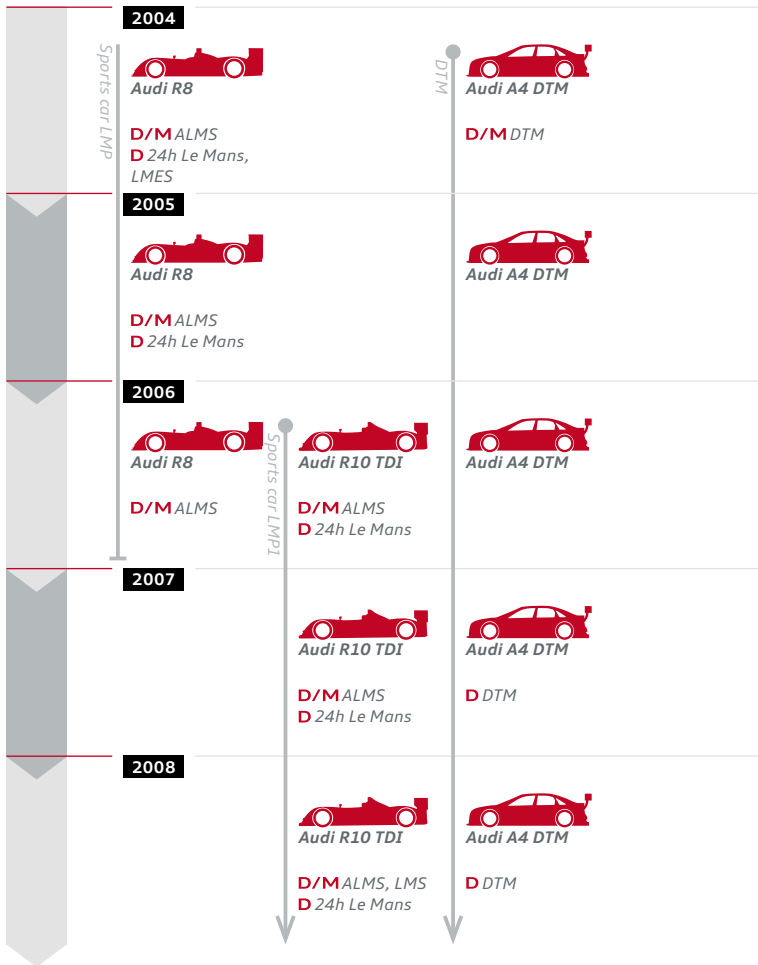 2004
Sports car LMP
Audi R8
D/M ALMS
D 24h Le Mans,
LMES
DTM
Audi A4 DTM
D/M DTM
2005
Audi R8
D/M ALMS
D 24h Le Mans
Audi A4 DTM
2006
Audi R8
D/M ALMS
Sports car LMP1
Audi R10 TDI
D/M ALMS
D 24h Le Mans
Audi A4 DTM
2007
Audi R10 TDI
D/M ALMS
D 24h Le Mans
Audi A4 DTM
D DTM
2008
Audi R10 TDI
D/M ALMS, LMS
D 24h Le Mans
Audi A4 DTM
D DTM